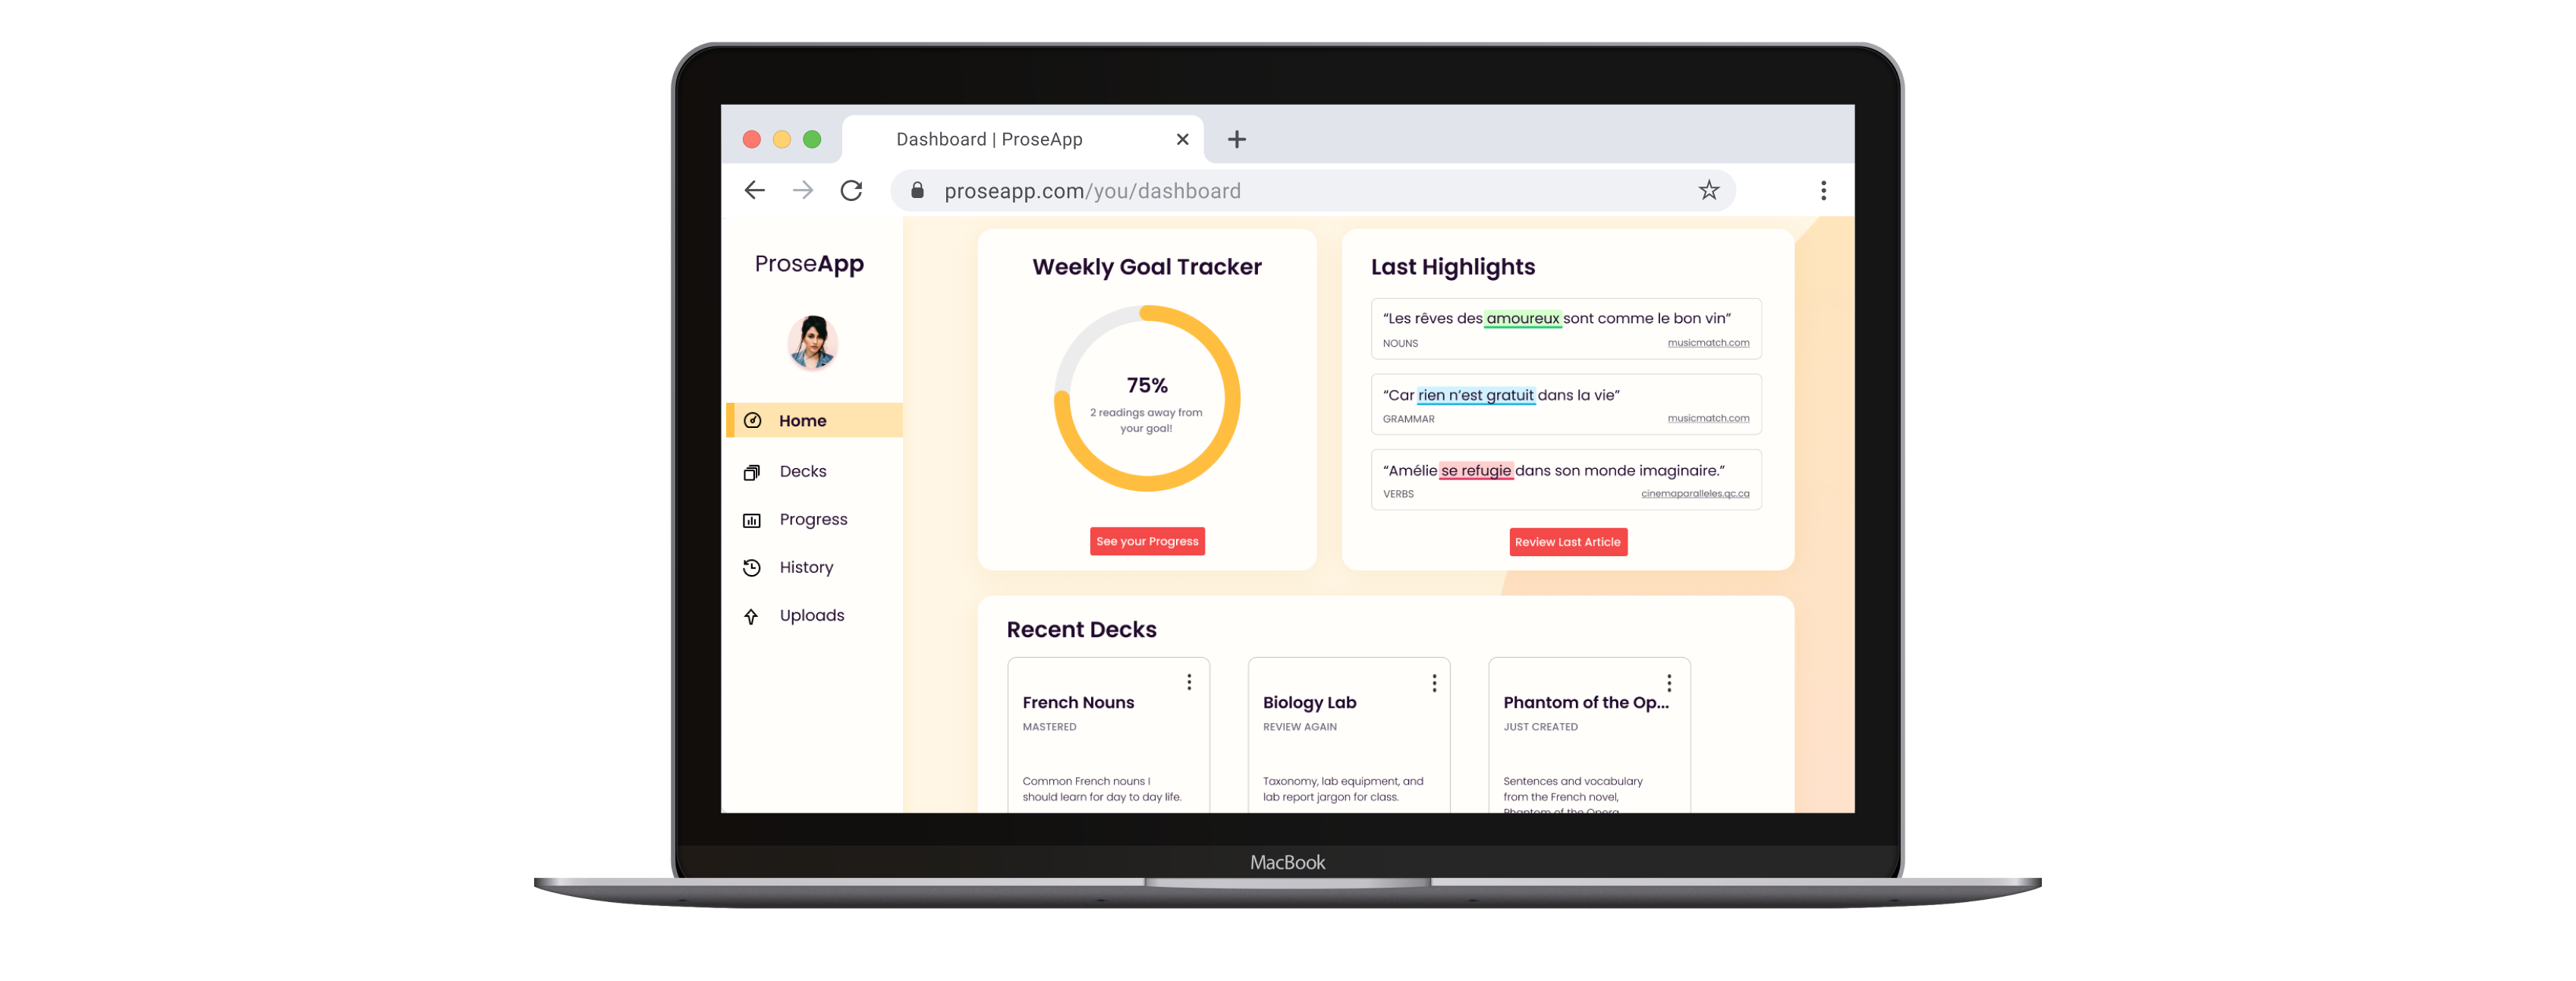 Dashboard | ProseApp
proseapp.com/you/dashboard
ProseApp
Home
Decks
Progress
History
Uploads
Weekly Goal Tracker
75%
2 readings away from
your goal!
See your Progress
Last Highlights
“Les rêves des amoureux sont comme le bon vin”
NOUNS musicmatch.com
“Car rien n’est gratuit dans la vie”
GRAMMAR musicmatch.com
“Amélie se refugie dans son monde imaginaire.”
VERBS cinemaparalleles.qc.ca
Review Last Article
Recent Decks
French Nouns
MASTERED
Common French nouns I
should learn for day to day life.
Biology Lab
REVIEW AGAIN
Taxonomy, lab equipment, and
lab report jargon for class.
Phantom of the Op...
JUST CREATED
Sentences and vocabulary
from the French novel,
Phantom of the Opera
MacBook